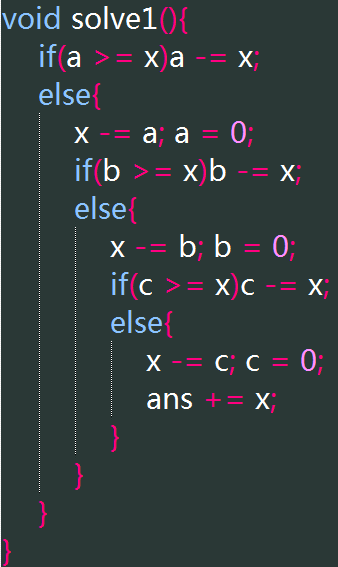 void solve1(){
if(a >= x)a -= x;
else{
x -= a; a = 0;
if(b >= x)b -= x;
else{
x -= b; b = 0;
if(c >= x)c -= x;
else{
x -= c; c = 0;
ans += x;
}
}
}
}